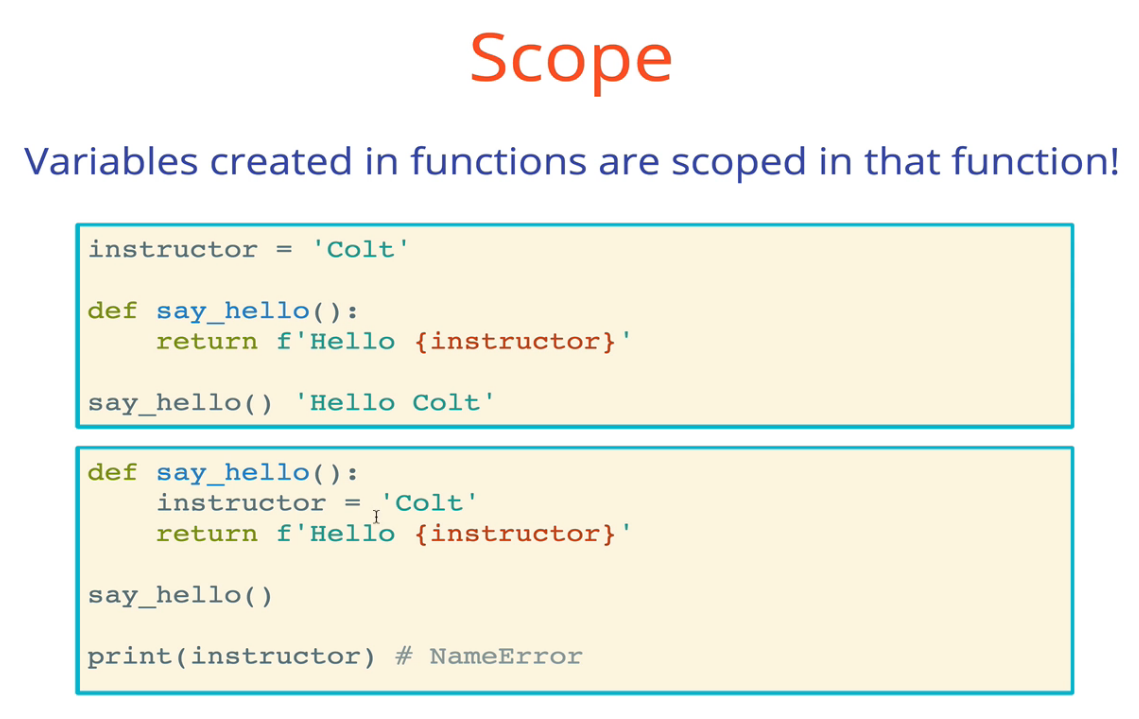 Scope
Variables created in functions are scoped in that function!
instructor = 'Colt'
def say_hello():
    return f'Hello {instructor}'
say_hello() 'Hello Colt'
def say_hello():
    instructor = 'Colt'
    return f'Hello {instructor}'
say_hello()
print(instructor) # NameError